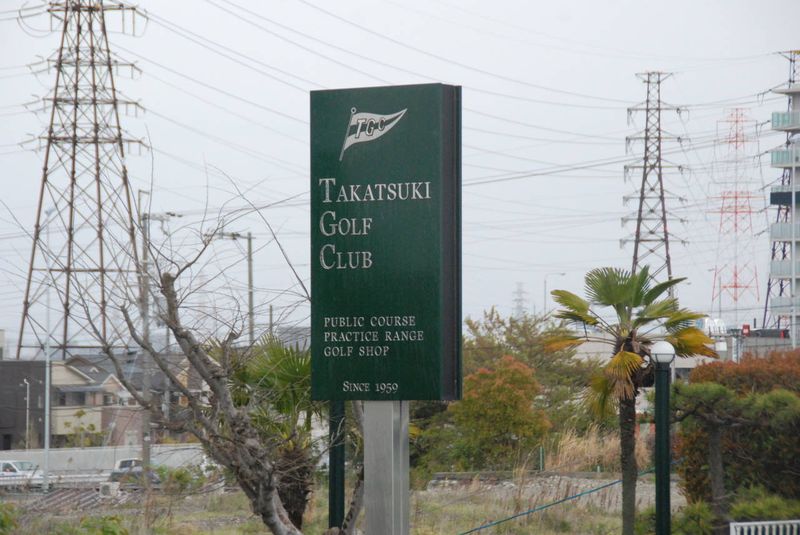 TGC
TAKATSUKI
GOLF
CLUB
PUBLIC COURSE
PRACTICE RANGE
GOLF SHOP
SINCE 1959